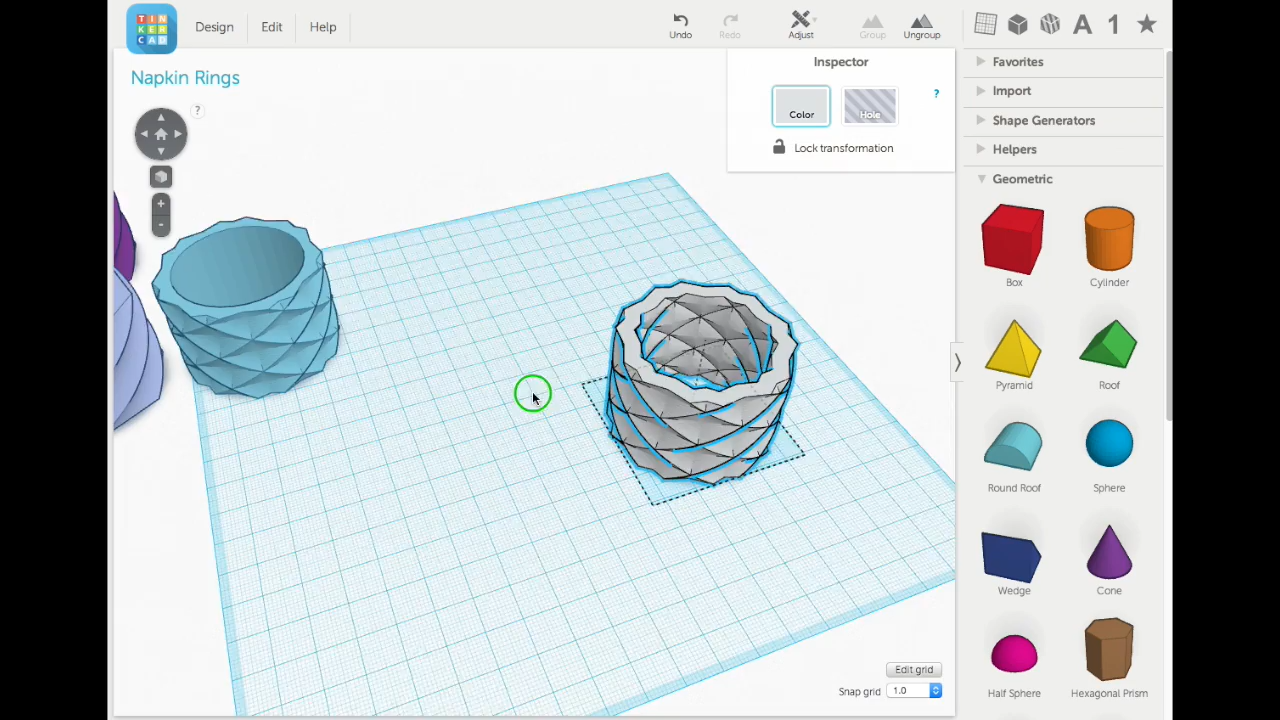 TIN
KER
CAD
Design
Edit
Help
Undo
Redo
Adjust
Group
Ungroup
A
1
Napkin Rings
?
+
-
Inspector
Color
Hole
?
Lock transformation
Favorites
Import
Shape Generators
Helpers
Geometric
Box
Cylinder
Pyramid
Roof
Round Roof
Sphere
Wedge
Cone
Half Sphere
Hexagonal Prism
Edit grid
Snap grid 1.0